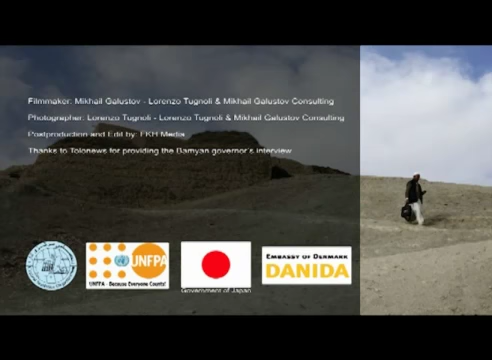 Filmmaker: Mikhail Galustov - Lorenzo Tugnoli & Mikhail Galustov Consulting
Photographer: Lorenzo Tugnoli - Lorenzo Tugnoli & Mikhail Galustov Consulting
Postproduction and Edit by: FKH Media
Thanks to Tolonews for providing the Bamyan governor's interview
UNFPA
UNFPA - Because Everyone Counts!
Government of Japan
EMBASSY OF DENMARK
DANIDA